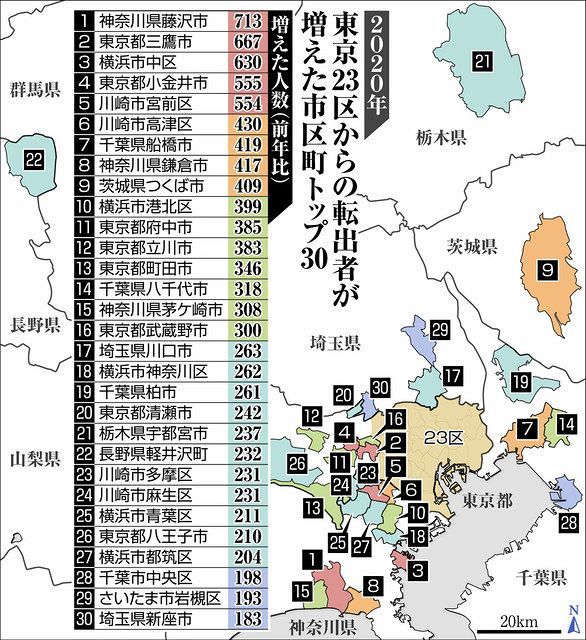 2020年
東京23区からの転出者が
増えた市区町トップ30
増えた人数(前年比)
1 神奈川県藤沢市 713
2 東京都三鷹市 667
3 横浜市中区 630
4 東京都小金井市 555
5 川崎市宮前区 554
6 川崎市高津区 430
7 千葉県船橋市 419
8 神奈川県鎌倉市 417
9 茨城県つくば市 409
10 横浜市港北区 399
11 東京都府中市 385
12 東京都立川市 383
13 東京都町田市 346
14 千葉県八千代市 318
15 神奈川県茅ケ崎市 308
16 東京都武蔵野市 300
17 埼玉県川口市 263
18 横浜市神奈川区 262
19 千葉県柏市 261
20 東京都清瀬市 242
21 栃木県宇都宮市 237
22 長野県軽井沢町 232
23 川崎市多摩区 231
24 川崎市麻生区 231
25 横浜市青葉区 211
26 東京都八王子市 210
27 横浜市都筑区 204
28 千葉市中央区 198
29 さいたま市岩槻区 193
30 埼玉県新座市 183
群馬県
22
長野県
山梨県
21
栃木県
茨城県
9
埼玉県
29
17
19
20
30
12
16
4
2
23区
7
14
26
11
23
5
24
6
東京都
13
10
28
25
27
18
1
3
千葉県
15
8
神奈川県
20km
N